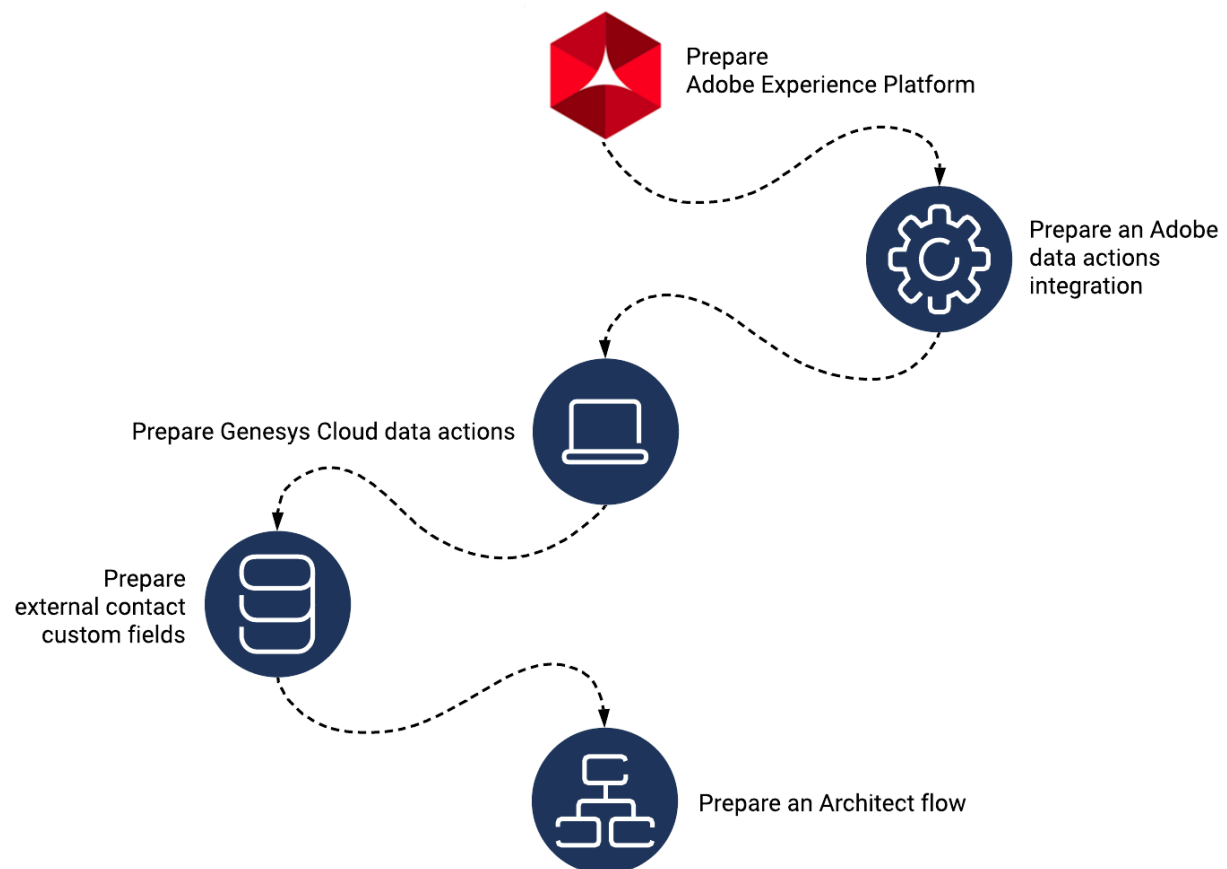 Prepare
Adobe Experience Platform
Prepare an Adobe
data actions
integration
Prepare Genesys Cloud data actions
Prepare
external contact
custom fields
Prepare an Architect flow